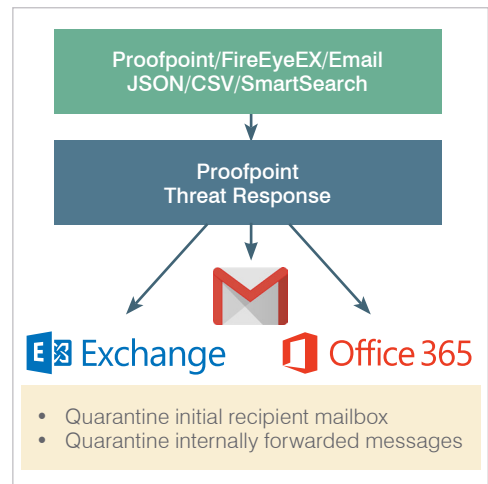 Proofpoint/FireEyeEX/Email
JSON/CSV/SmartSearch
Proofpoint
Threat Response
E Exchange
Office 365
• Quarantine initial recipient mailbox
• Quarantine internally forwarded messages